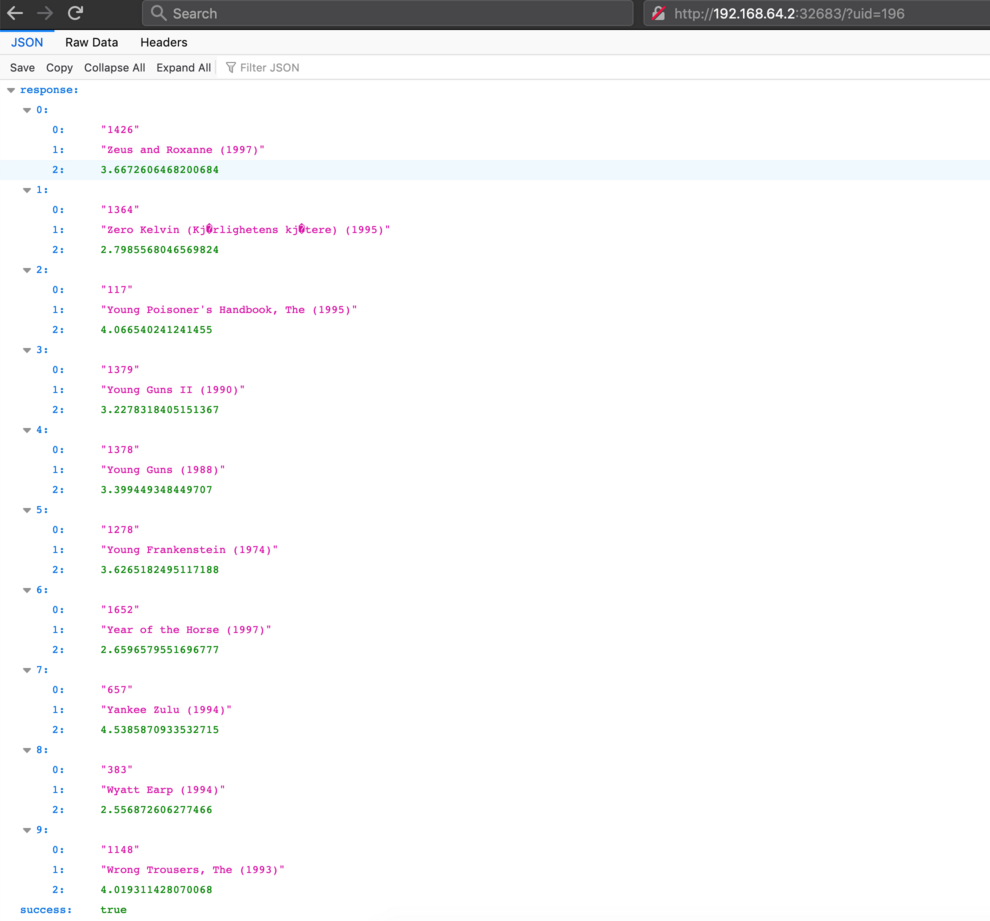 Search
http://192.168.64.2:32683/?uid=196
JSON Raw Data Headers
Save Copy Collapse All Expand All Filter JSON
response:
0:
0: "1426"
1: "Zeus and Roxanne (1997)"
2: 3.6672606468200684
1:
0: "1364"
1: "Zero Kelvin (Kj�rlighetens kj�tere) (1995)"
2: 2.7985568046569824
2:
0: "117"
1: "Young Poisoner's Handbook, The (1995)"
2: 4.066540241241455
3:
0: "1379"
1: "Young Guns II (1990)"
2: 3.2278318405151367
4:
0: "1378"
1: "Young Guns (1988)"
2: 3.399449348449707
5:
0: "1278"
1: "Young Frankenstein (1974)"
2: 3.6265182495117188
6:
0: "1652"
1: "Year of the Horse (1997)"
2: 2.6596579551696777
7:
0: "657"
1: "Yankee Zulu (1994)"
2: 4.5385870933532715
8:
0: "383"
1: "Wyatt Earp (1994)"
2: 2.556872606277466
9:
0: "1148"
1: "Wrong Trousers, The (1993)"
2: 4.019311428070068
success: true